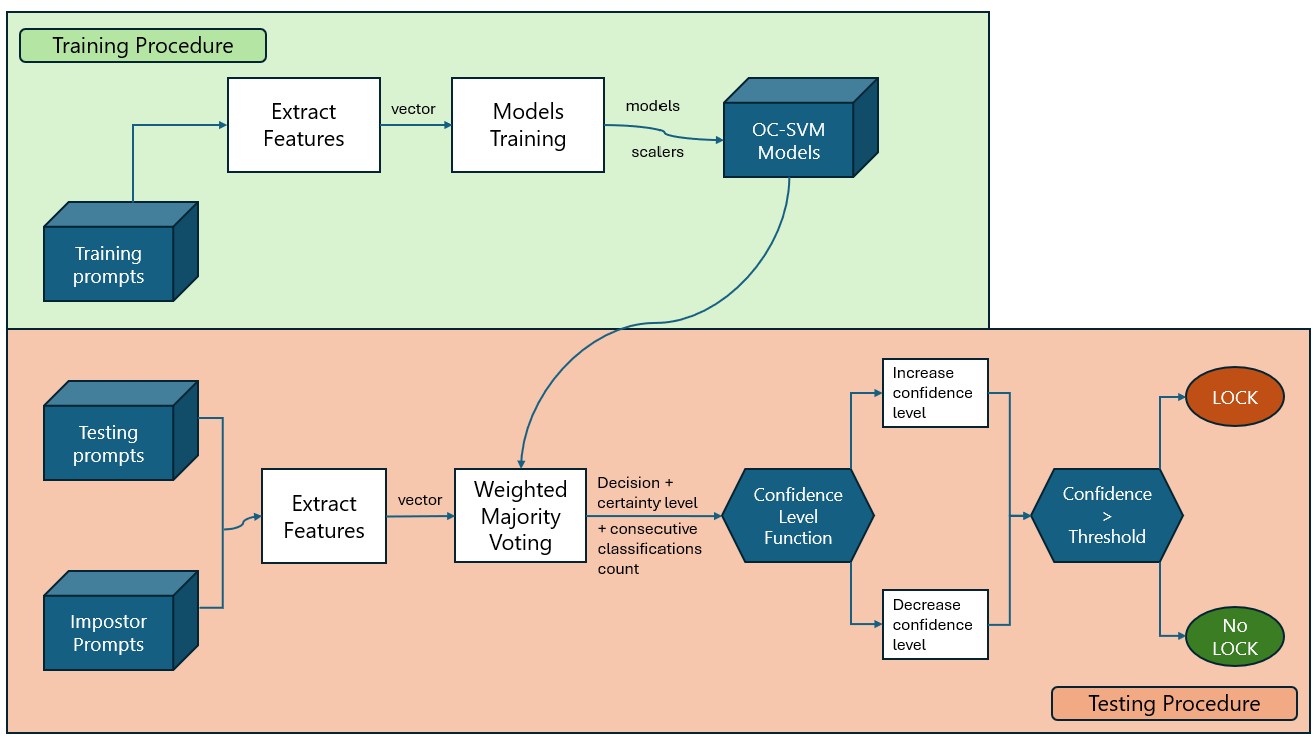 Training Procedure
Extract
Features
vector
Models
Training
models
scalers
OC-SVM
Models
Training
prompts
Testing
prompts
Impostor
Prompts
Extract
Features
vector
Weighted
Majority
Voting
Decision +
certainty level
+ consecutive
classifications
count
Confidence
Level
Function
Increase
confidence
level
Decrease
confidence
level
Confidence
>
Threshold
LOCK
No
LOCK
Testing Procedure